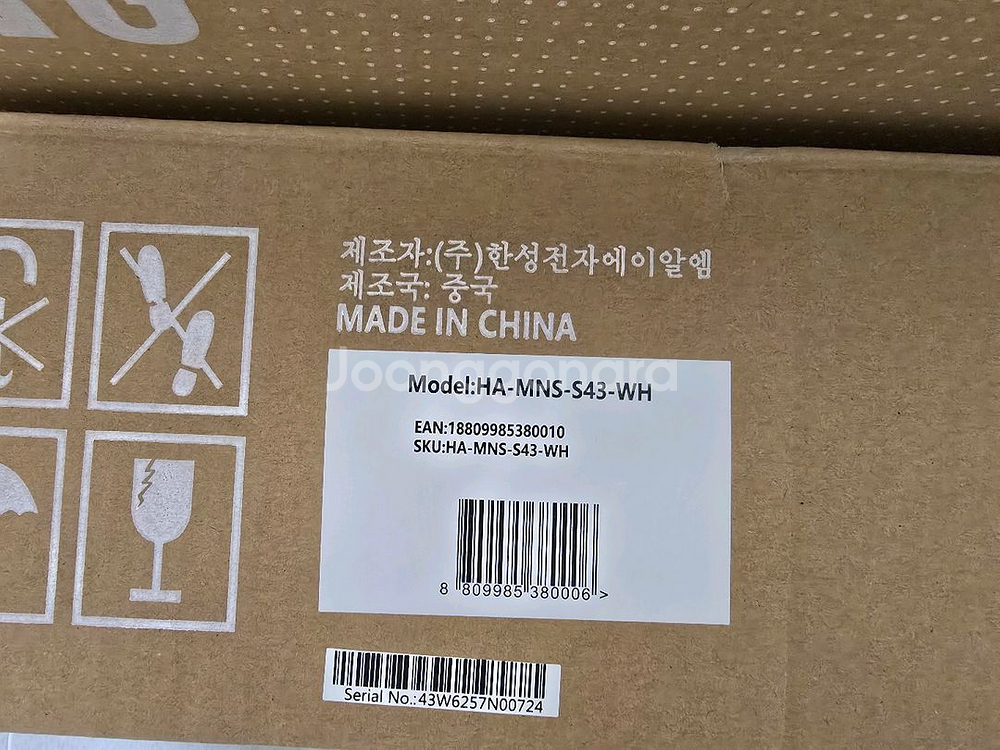 제조자:(주)한성전자에이알엠
제조국: 중국
MADE IN CHINA
Joonggonara
Model:HA-MNS-S43-WH
EAN:18809985380010
SKU:HA-MNS-S43-WH
8 809985 380006 >
Serial No.:43W6257N00724